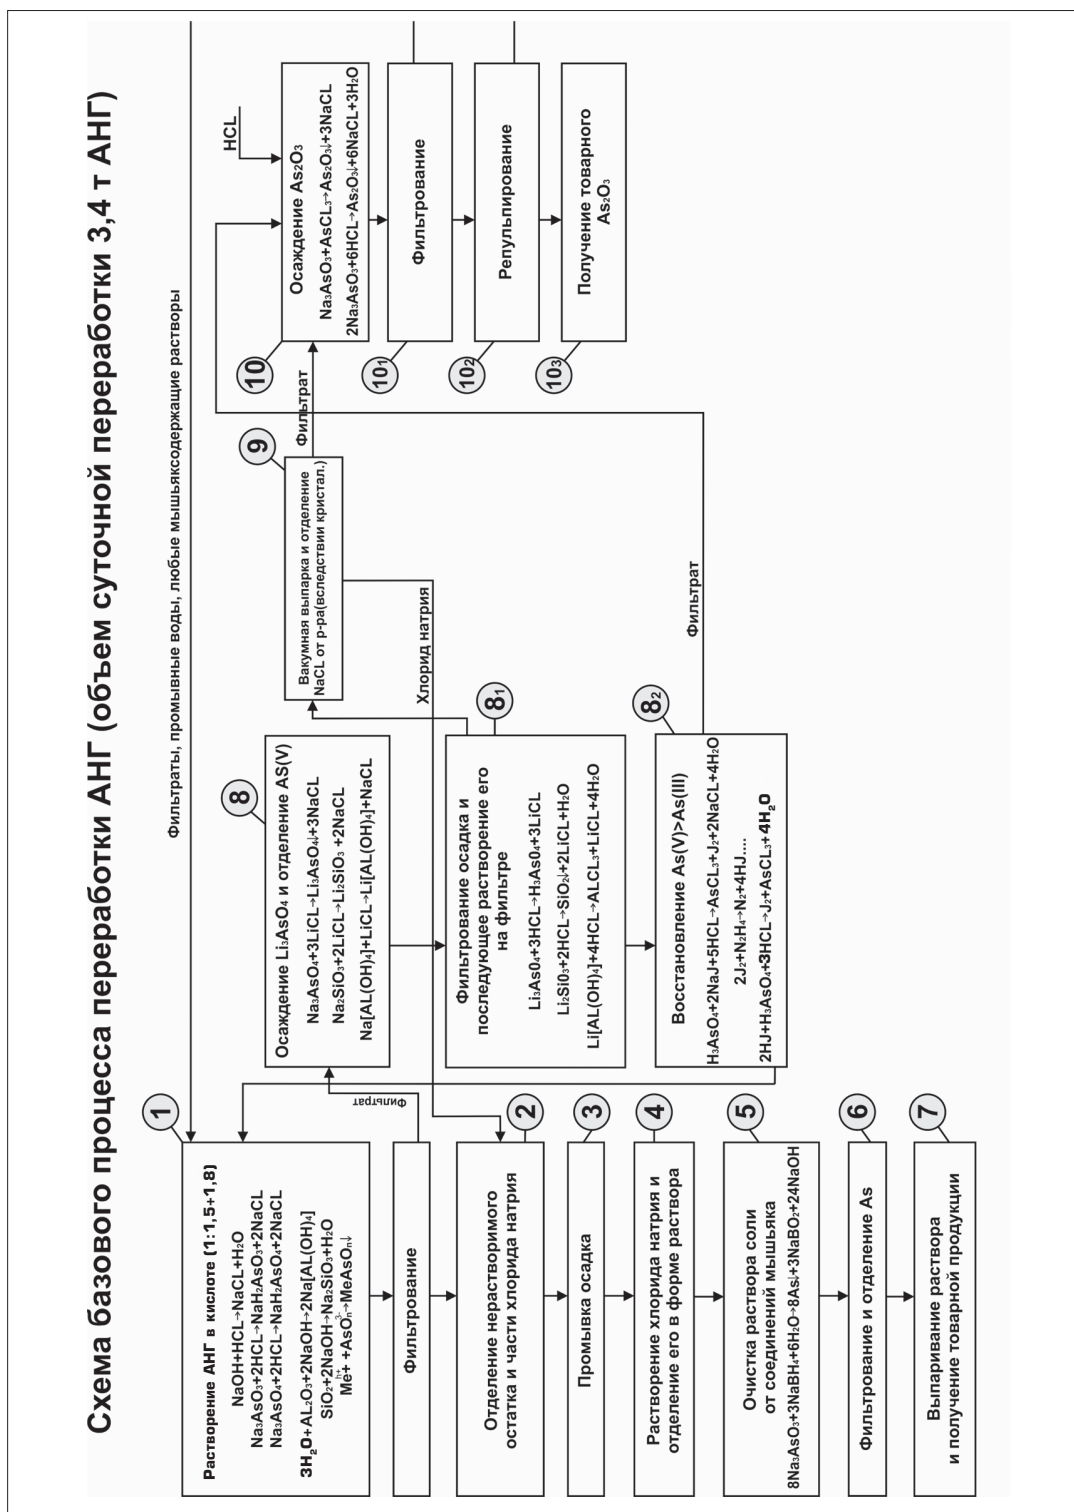 Схема базового процесса переработки АНГ (объем суточной переработки 3,4 т АНГ)
Фильтраты, промывные воды, любые мышьяксодержащие растворы
1
Растворение АНГ в кислоте (1:1,5+1,8)
NaOH+HCL→NaCL+H₂O
Na₃AsO₃+2HCL→NaH₂AsO₃+2NaCL
Na₃AsO₄+2HCL→NaH₂AsO₄+2NaCL
3H₂O+AL₂O₃+2NaOH→2Na[AL(OH)₄]
SiO₂+2NaOH→Na₂SiO₃+H₂O
Meⁿ⁺+AsOₙ³⁻→MeAsOₙ↓
Фильтрование
Фильтрат
2
Отделение нерастворимого
остатка и части хлорида натрия
3
Промывка осадка
4
Растворение хлорида натрия и
отделение его в форме раствора
5
Очистка раствора соли
от соединений мышьяка
8Na₃AsO₃+3NaBH₄+6H₂O→8As↓+3NaBO₂+24NaOH
6
Фильтрование и отделение As
7
Выпаривание раствора
и получение товарной продукции
8
Осаждение Li₃AsO₄ и отделение AS(V)
Na₃AsO₄+3LiCL→Li₃AsO₄↓+3NaCL
Na₂SiO₃+2LiCL→Li₂SiO₃ +2NaCL
Na[AL(OH)₄]+LiCL→Li[AL(OH)₄]+NaCL
8₁
Фильтрование осадка и
последующее растворение его
на фильтре
Li₃As0₄+3HCL→H₃As0₄+3LiCL
Li₂Si0₃+2HCL→SiO₂↓+2LiCL+H₂O
Li[AL(OH)₄]+4HCL→ALCL₃+LiCL+4H₂O
8₂
Восстановление As(V)>As(III)
H₃AsO₄+2NaJ+5HCL→AsCL₃+J₂+2NaCL+4H₂O
2J₂+N₂H₄→N₂+4HJ....
2HJ+H₃AsO₄+3HCL→J₂+AsCL₃+4H₂O
Фильтрат
9
Вакумная выпарка и отделение
NaCL от р-ра(вследствии кристал.)
Хлорид натрия
Фильтрат
HCL
10
Осаждение As₂O₃
Na₃AsO₃+AsCL₃→As₂O₃↓+3NaCL
2Na₃AsO₃+6HCL→As₂O₃↓+6NaCL+3H₂O
10₁
Фильтрование
10₂
Репульпирование
10₃
Получение товарного
As₂O₃